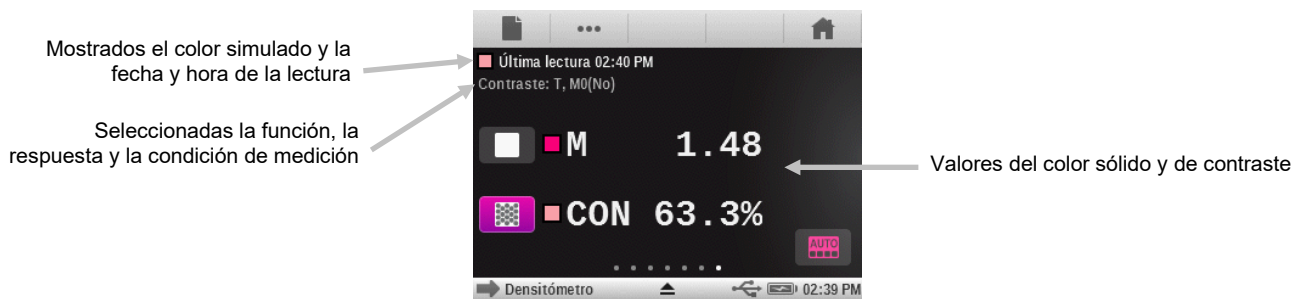 Mostrados el color simulado y la
fecha y hora de la lectura
Seleccionadas la función, la
respuesta y la condición de medición
Última lectura 02:40 PM
Contraste: T, M0(No)
M 1.48
CON 63.3%
AUTO
Densitómetro 02:39 PM
Valores del color sólido y de contraste